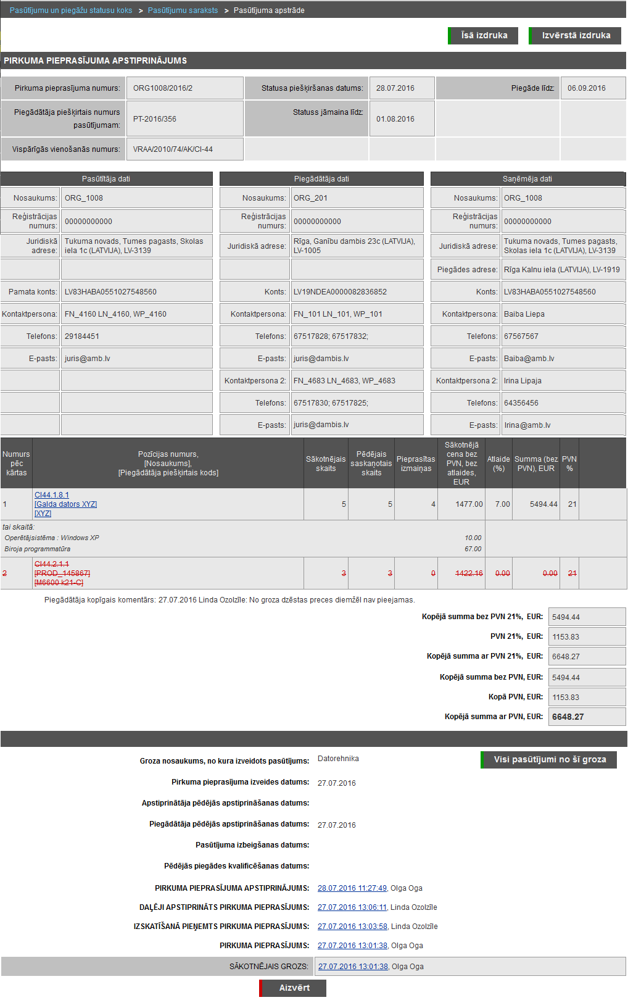 Pasūtījumu un piegāžu statusu koks > Pasūtījumu saraksts > Pasūtījuma apstrāde
Īsā izdruka Izvērstā izdruka
PIRKUMA PIEPRASĪJUMA APSTIPRINĀJUMS
Pirkuma pieprasījuma numurs: ORG1008/2016/2 Statusa piešķiršanas datums: 28.07.2016 Piegāde līdz: 06.09.2016
Piegādātāja piešķirtais numurs
pasūtījumam:
PT-2016/356
Statuss jāmaina līdz:
01.08.2016
Vispārīgās vienošanās numurs: VRAA/2010/74/AK/CI-44
Pasūtītāja dati Piegādātāja dati Saņēmēja dati
Nosaukums: ORG_1008 Nosaukums: ORG_201 Nosaukums: ORG_1008
Reģistrācijas
numurs:
00000000000
Reģistrācijas
numurs:
00000000000
Reģistrācijas
numurs:
00000000000
Juridiskā
adrese:
Tukuma novads, Tumes pagasts, Skolas
iela 1c (LATVIJA), LV-3139
Juridiskā adrese:
Rīga, Ganību dambis 23c (LATVIJA),
LV-1005
Juridiskā adrese:
Tukuma novads, Tumes pagasts,
Skolas iela 1c (LATVIJA), LV-3139
Piegādes adrese: Rīga Kalnu iela (LATVIJA), LV-1919
Pamata konts: LV83HABA0551027548560 Konts: LV19NDEA0000082836852 Konts: LV83HABA0551027548560
Kontaktpersona: FN_4160 LN_4160, WP_4160 Kontaktpersona: FN_101 LN_101, WP_101 Kontaktpersona: Baiba Liepa
Telefons: 29184451 Telefons: 67517828; 67517832; Telefons: 67567567
E-pasts: juris@amb.lv E-pasts: juris@dambis.lv E-pasts: Baiba@amb.lv
Kontaktpersona 2: FN_4683 LN_4683, WP_4683 Kontaktpersona 2: Irina Lipaja
Telefons: 67517830; 67517825; Telefons: 64356456
E-pasts: juris@dambis.lv E-pasts: Irina@amb.lv
Numurs
pēc
kārtas
Pozīcijas numurs,
[Nosaukums],
[Piegādātāja piešķirtais kods]
Sākotnējais
skaits
Pēdējais
saskaņotais
skaits
Pieprasītas
izmaiņas
Sākotnējā
cena bez
PVN, bez
atlaides,
EUR
Atlaide
(%)
Summa (bez
PVN), EUR
PVN
%
1
CI44.1.8.1
[Galda dators XYZ]
[XYZ]
5 5 4 1477.00 7.00 5494.44 21
tai skaitā:
Operētājsistēma : Windows XP 10.00
Biroja programmatūra 67.00
2
CI44.2.1.1
[PROD_145867]
[M6600 k21-C]
3 3 0 1422.16 0.00 0.00 21
Piegādātāja kopīgais komentārs: 27.07.2016 Linda Ozolzīle: No groza dzēstas preces diemžēl nav pieejamas.
Kopējā summa bez PVN 21%, EUR: 5494.44
PVN 21%, EUR: 1153.83
Kopējā summa ar PVN 21%, EUR: 6648.27
Kopējā summa bez PVN, EUR: 5494.44
Kopā PVN, EUR: 1153.83
Kopējā summa ar PVN, EUR: 6648.27
Groza nosaukums, no kura izveidots pasūtījums: Datorehnika Visi pasūtījumi no šī groza
Pirkuma pieprasījuma izveides datums: 27.07.2016
Apstiprinātāja pēdējās apstiprināšanas datums:
Piegādātāja pēdējās apstiprināšanas datums: 27.07.2016
Pasūtījuma izbeigšanas datums:
Pēdējās piegādes kvalificēšanas datums:
PIRKUMA PIEPRASĪJUMA APSTIPRINĀJUMS: 28.07.2016 11:27:49, Olga Oga
DAĻĒJI APSTIPRINĀTS PIRKUMA PIEPRASĪJUMS: 27.07.2016 13:06:11, Linda Ozolzīle
IZSKATĪŠANĀ PIEŅEMTS PIRKUMA PIEPRASĪJUMS: 27.07.2016 13:03:58, Linda Ozolzīle
PIRKUMA PIEPRASĪJUMS: 27.07.2016 13:01:38, Olga Oga
SĀKOTNĒJAIS GROZS: 27.07.2016 13:01:38, Olga Oga
Aizvērt